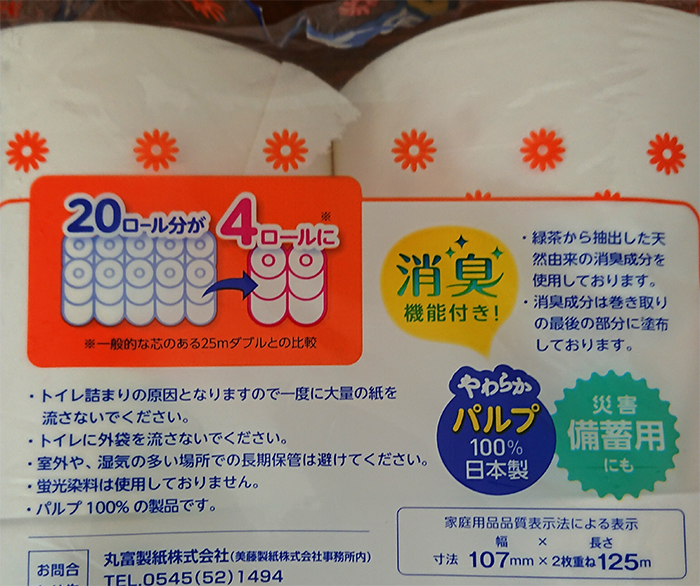 20ロール分が 4ロールに※
※一般的な芯のある25mダブルとの比較
消臭
機能付き!
・緑茶から抽出した天
然由来の消臭成分を
使用しております。
・消臭成分は巻き取り
の最後の部分に塗布
しております。
・トイレ詰まりの原因となりますので一度に大量の紙を
流さないでください。
・トイレに外袋を流さないでください。
・室外や、湿気の多い場所での長期保管は避けてください。
・蛍光染料は使用しておりません。
・パルプ100%の製品です。
やわらか
パルプ
100%
日本製
災害
備蓄用
にも
家庭用品品質表示法による表示
幅 × 長さ
寸法 107mm×2枚重ね125m
お問合
丸富製紙株式会社(美藤製紙株式会社事務所内)
TEL.0545(52)1494